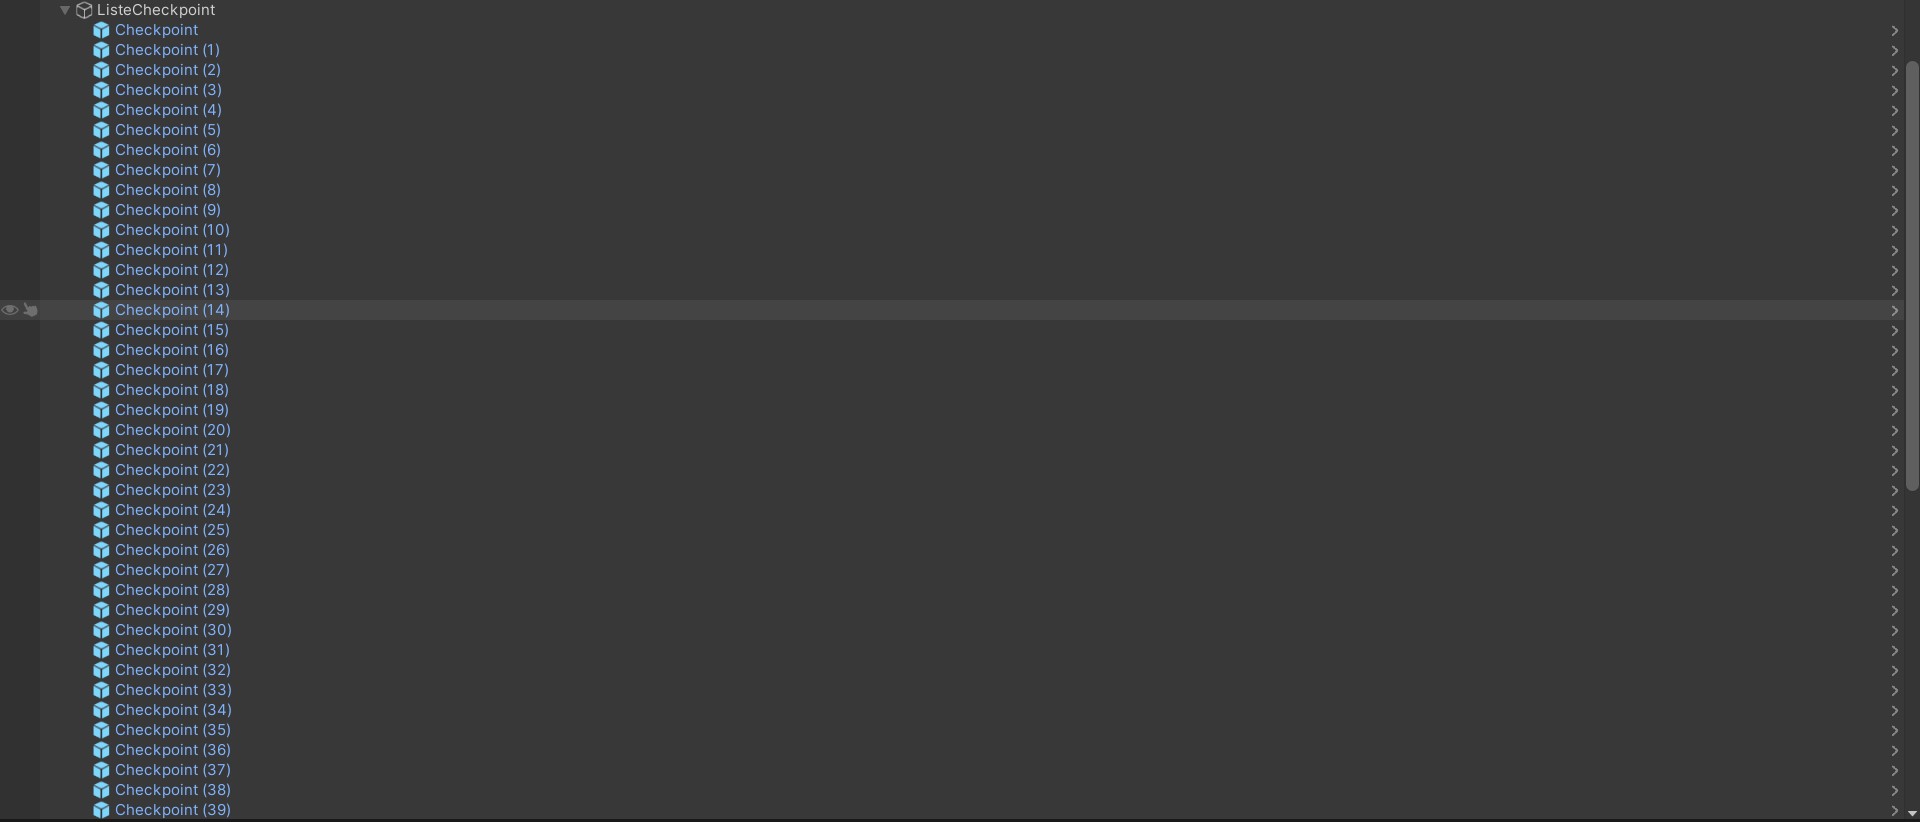 ListeCheckpoint
Checkpoint
Checkpoint (1)
Checkpoint (2)
Checkpoint (3)
Checkpoint (4)
Checkpoint (5)
Checkpoint (6)
Checkpoint (7)
Checkpoint (8)
Checkpoint (9)
Checkpoint (10)
Checkpoint (11)
Checkpoint (12)
Checkpoint (13)
Checkpoint (14)
Checkpoint (15)
Checkpoint (16)
Checkpoint (17)
Checkpoint (18)
Checkpoint (19)
Checkpoint (20)
Checkpoint (21)
Checkpoint (22)
Checkpoint (23)
Checkpoint (24)
Checkpoint (25)
Checkpoint (26)
Checkpoint (27)
Checkpoint (28)
Checkpoint (29)
Checkpoint (30)
Checkpoint (31)
Checkpoint (32)
Checkpoint (33)
Checkpoint (34)
Checkpoint (35)
Checkpoint (36)
Checkpoint (37)
Checkpoint (38)
Checkpoint (39)